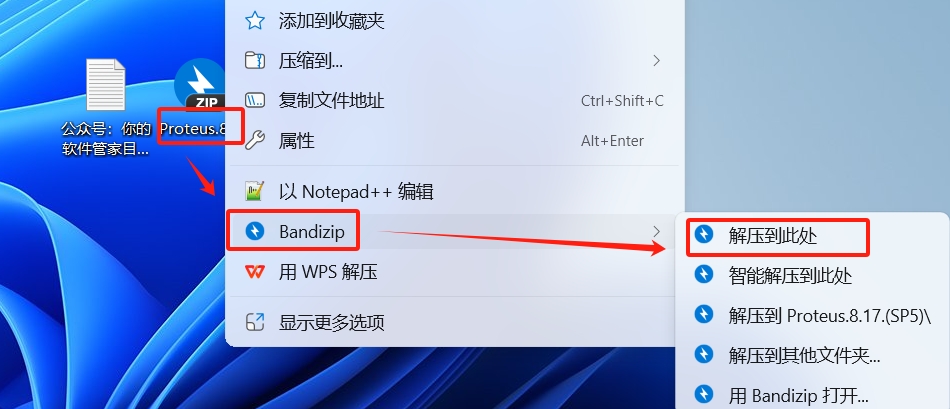 添加到收藏夹
压缩到...
复制文件地址 Ctrl+Shift+C
属性 Alt+Enter
以 Notepad++ 编辑
Bandizip
用 WPS 解压
显示更多选项
ZIP
公众号：你的
软件管家目...
Proteus.8
解压到此处
智能解压到此处
解压到 Proteus.8.17.(SP5)\
解压到其他文件夹...
用 Bandizip 打开...